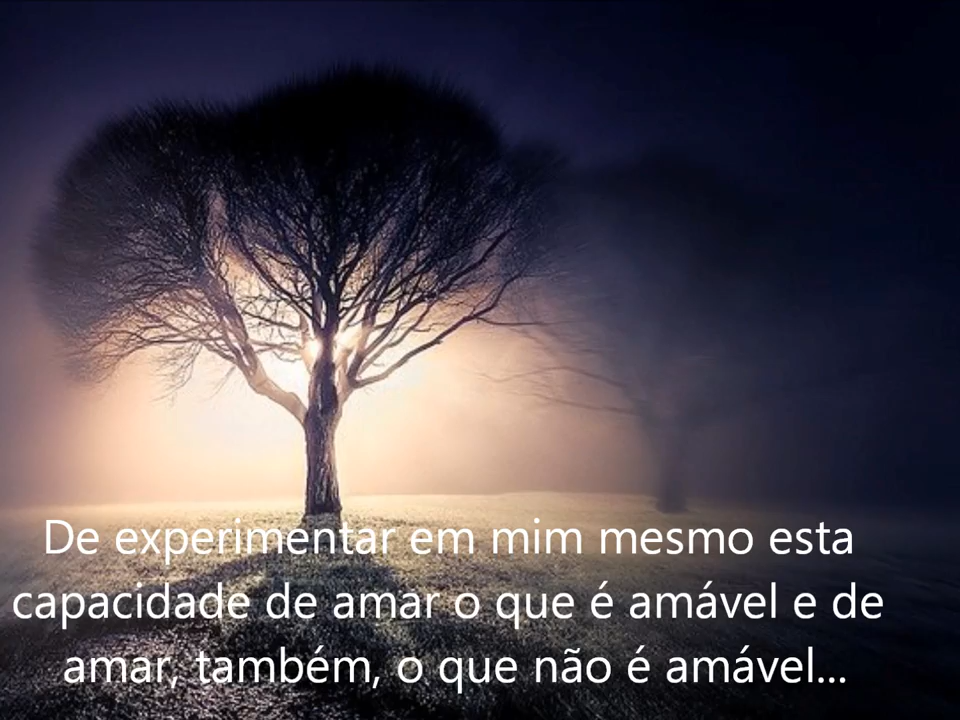 De experimentar em mim mesmo esta
capacidade de amar o que é amável e de
amar, também, o que não é amável...